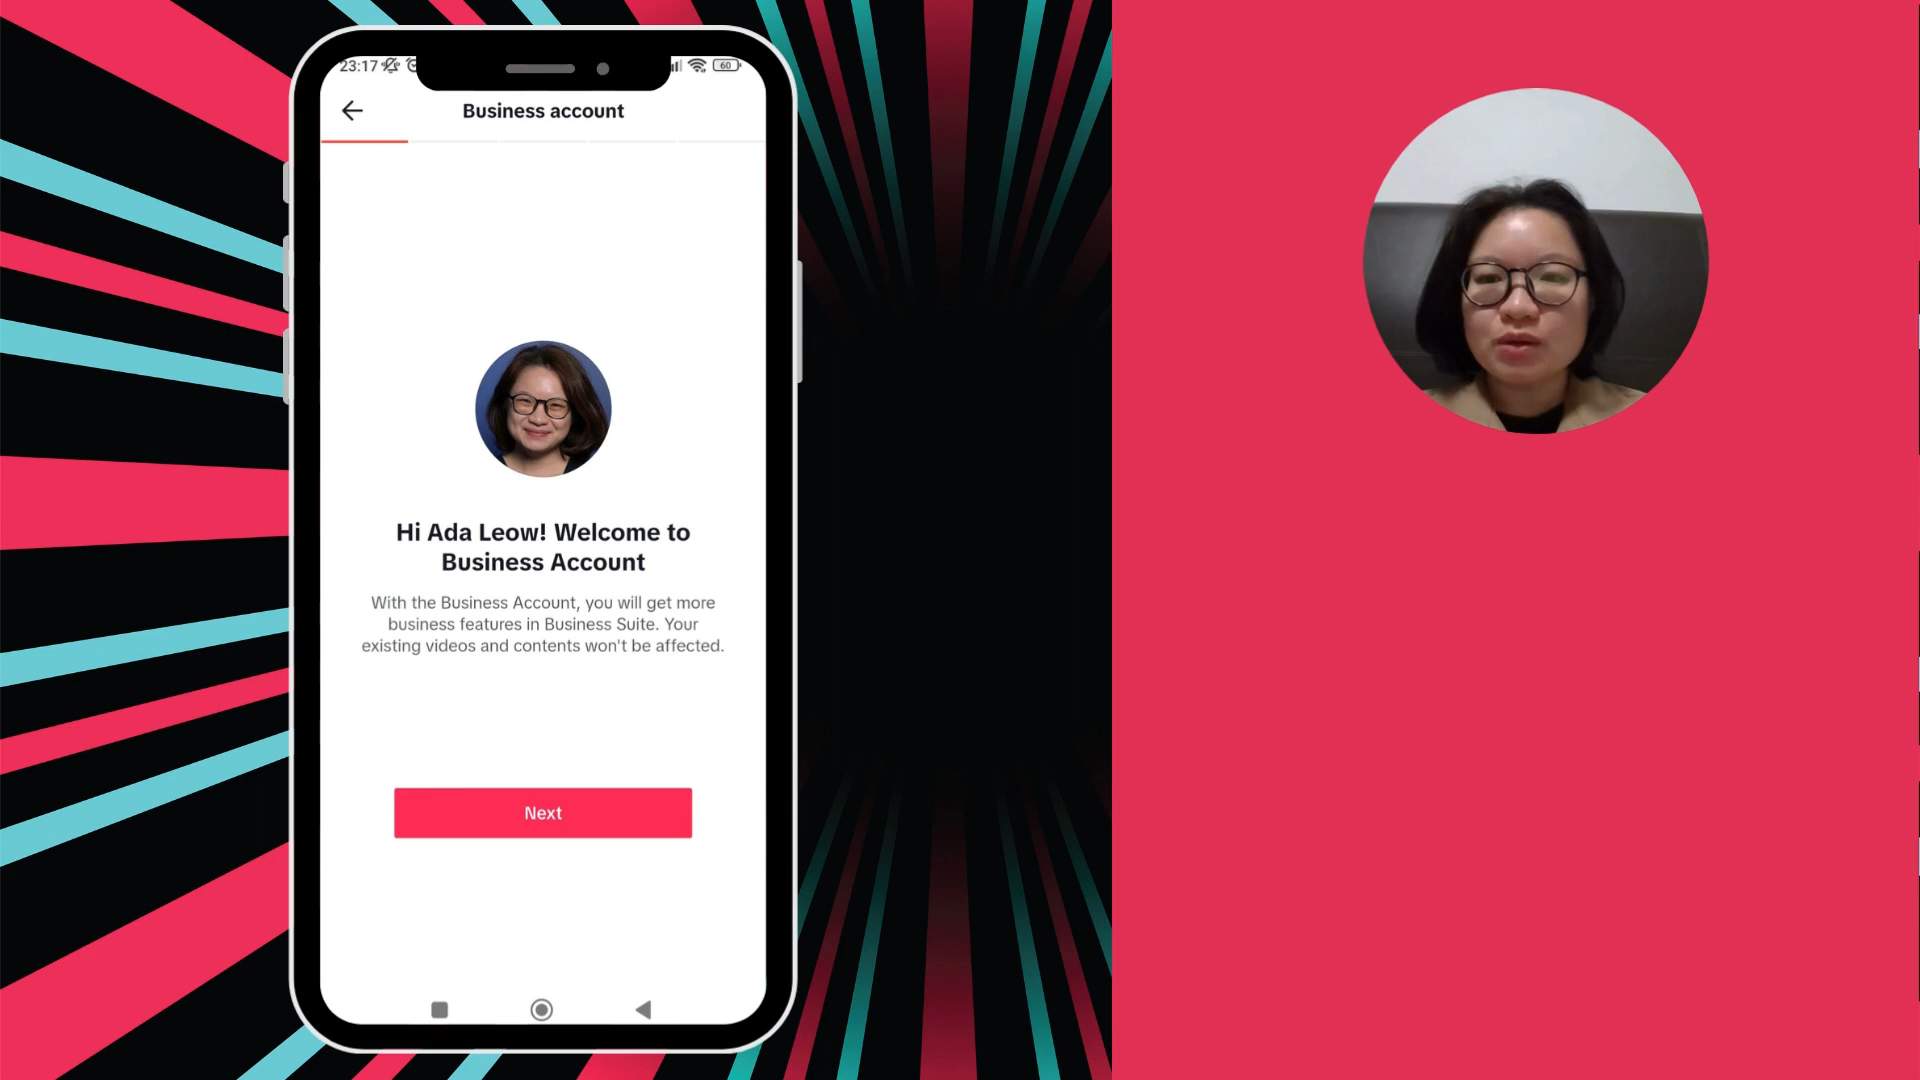 23:17
60
Business account
Hi Ada Leow! Welcome to
Business Account
With the Business Account, you will get more
business features in Business Suite. Your
existing videos and contents won't be affected.
Next